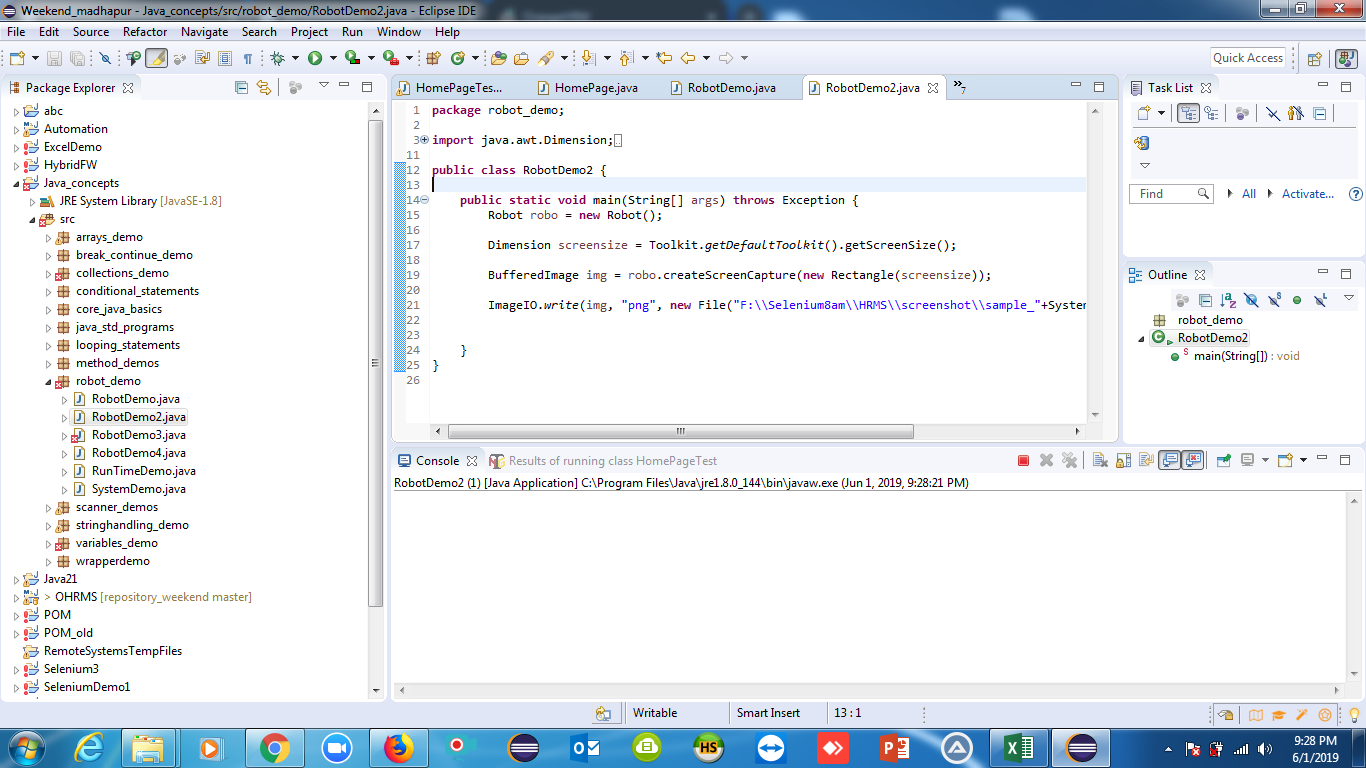 Weekend_madhapur - Java_concepts/src/robot_demo/RobotDemo2.java - Eclipse IDE
File Edit Source Refactor Navigate Search Project Run Window Help
Quick Access
Package Explorer
abc
Automation
ExcelDemo
HybridFW
Java_concepts
JRE System Library [JavaSE-1.8]
src
arrays_demo
break_continue_demo
collections_demo
conditional_statements
core_java_basics
java_std_programs
looping_statements
method_demos
robot_demo
RobotDemo.java
RobotDemo2.java
RobotDemo3.java
RobotDemo4.java
RunTimeDemo.java
SystemDemo.java
scanner_demos
stringhandling_demo
variables_demo
wrapperdemo
Java21
> OHRMS [repository_weekend master]
POM
POM_old
RemoteSystemsTempFiles
Selenium3
SeleniumDemo1
HomePageTes... HomePage.java RobotDemo.java RobotDemo2.java »7
1 package robot_demo;
2
3 import java.awt.Dimension;
11
12 public class RobotDemo2 {
13
14 public static void main(String[] args) throws Exception {
15 Robot robo = new Robot();
16
17 Dimension screensize = Toolkit.getDefaultToolkit().getScreenSize();
18
19 BufferedImage img = robo.createScreenCapture(new Rectangle(screensize));
20
21 ImageIO.write(img, "png", new File("F:\\Selenium8am\\HRMS\\screenshot\\sample_"+System
22
23
24 }
25 }
26
Task List
Find All Activate...
Outline
robot_demo
RobotDemo2
main(String[]) : void
Console Results of running class HomePageTest
RobotDemo2 (1) [Java Application] C:\Program Files\Java\jre1.8.0_144\bin\javaw.exe (Jun 1, 2019, 9:28:21 PM)
Writable Smart Insert 13 : 1
HS
9:28 PM
6/1/2019